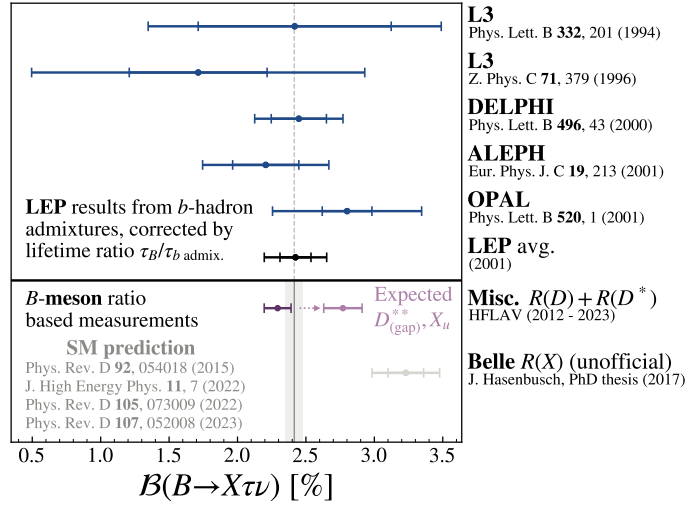 L3
Phys. Lett. B 332, 201 (1994)
L3
Z. Phys. C 71, 379 (1996)
DELPHI
Phys. Lett. B 496, 43 (2000)
ALEPH
Eur. Phys. J. C 19, 213 (2001)
OPAL
Phys. Lett. B 520, 1 (2001)
LEP avg.
(2001)
LEP results from b-hadron
admixtures, corrected by
lifetime ratio τ_B/τ_b admix.
B-meson ratio
based measurements
Expected
D**(gap), X_u
Misc. R(D) + R(D*)
HFLAV (2012 - 2023)
SM prediction
Phys. Rev. D 92, 054018 (2015)
J. High Energy Phys. 11, 7 (2022)
Phys. Rev. D 105, 073009 (2022)
Phys. Rev. D 107, 052008 (2023)
Belle R(X) (unofficial)
J. Hasenbusch, PhD thesis (2017)
0.5 1.0 1.5 2.0 2.5 3.0 3.5
ℬ(B→Xτν) [%]